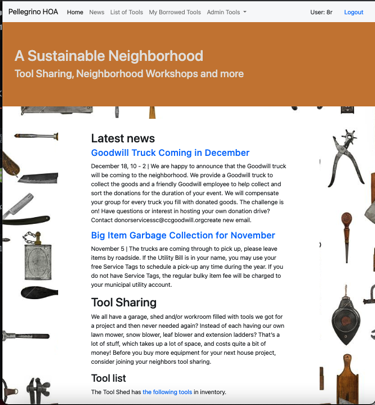 Pellegrino HOA Home News List of Tools My Borrowed Tools Admin Tools User: 8r Logout
A Sustainable Neighborhood
Tool Sharing, Neighborhood Workshops and more
Latest news
Goodwill Truck Coming in December
December 18, 10 - 2 | We are happy to announce that the Goodwill truck
will be coming to the neighborhood. We provide a Goodwill truck to
collect the goods and a friendly Goodwill employee to help collect and
sort the donations for the duration of your event. We will compensate
your group for every truck you fill with donated goods. The challenge is
on! Have questions or interest in hosting your own donation drive?
Contact donorservicessc@ccgoodwill.orgcreate new email.
Big Item Garbage Collection for November
November 5 | The trucks are coming through to pick up, please leave
items by roadside. If the Utility Bill is in your name, you may use your
free Service Tags to schedule a pick-up any time during the year. If you
do not have Service Tags, the regular bulky item fee will be charged to
your municipal utility account.
Tool Sharing
We all have a garage, shed and/or workroom filled with tools we got for
a project and then never needed again? Instead of each having our own
lawn mower, snow blower, leaf blower and extension ladders? That's a
lot of stuff, which takes up a lot of space, and costs quite a bit of
money! Before you buy more equipment for your next house project,
consider joining your neighbors tool sharing.
Tool list
The Tool Shed has the following tools in inventory.